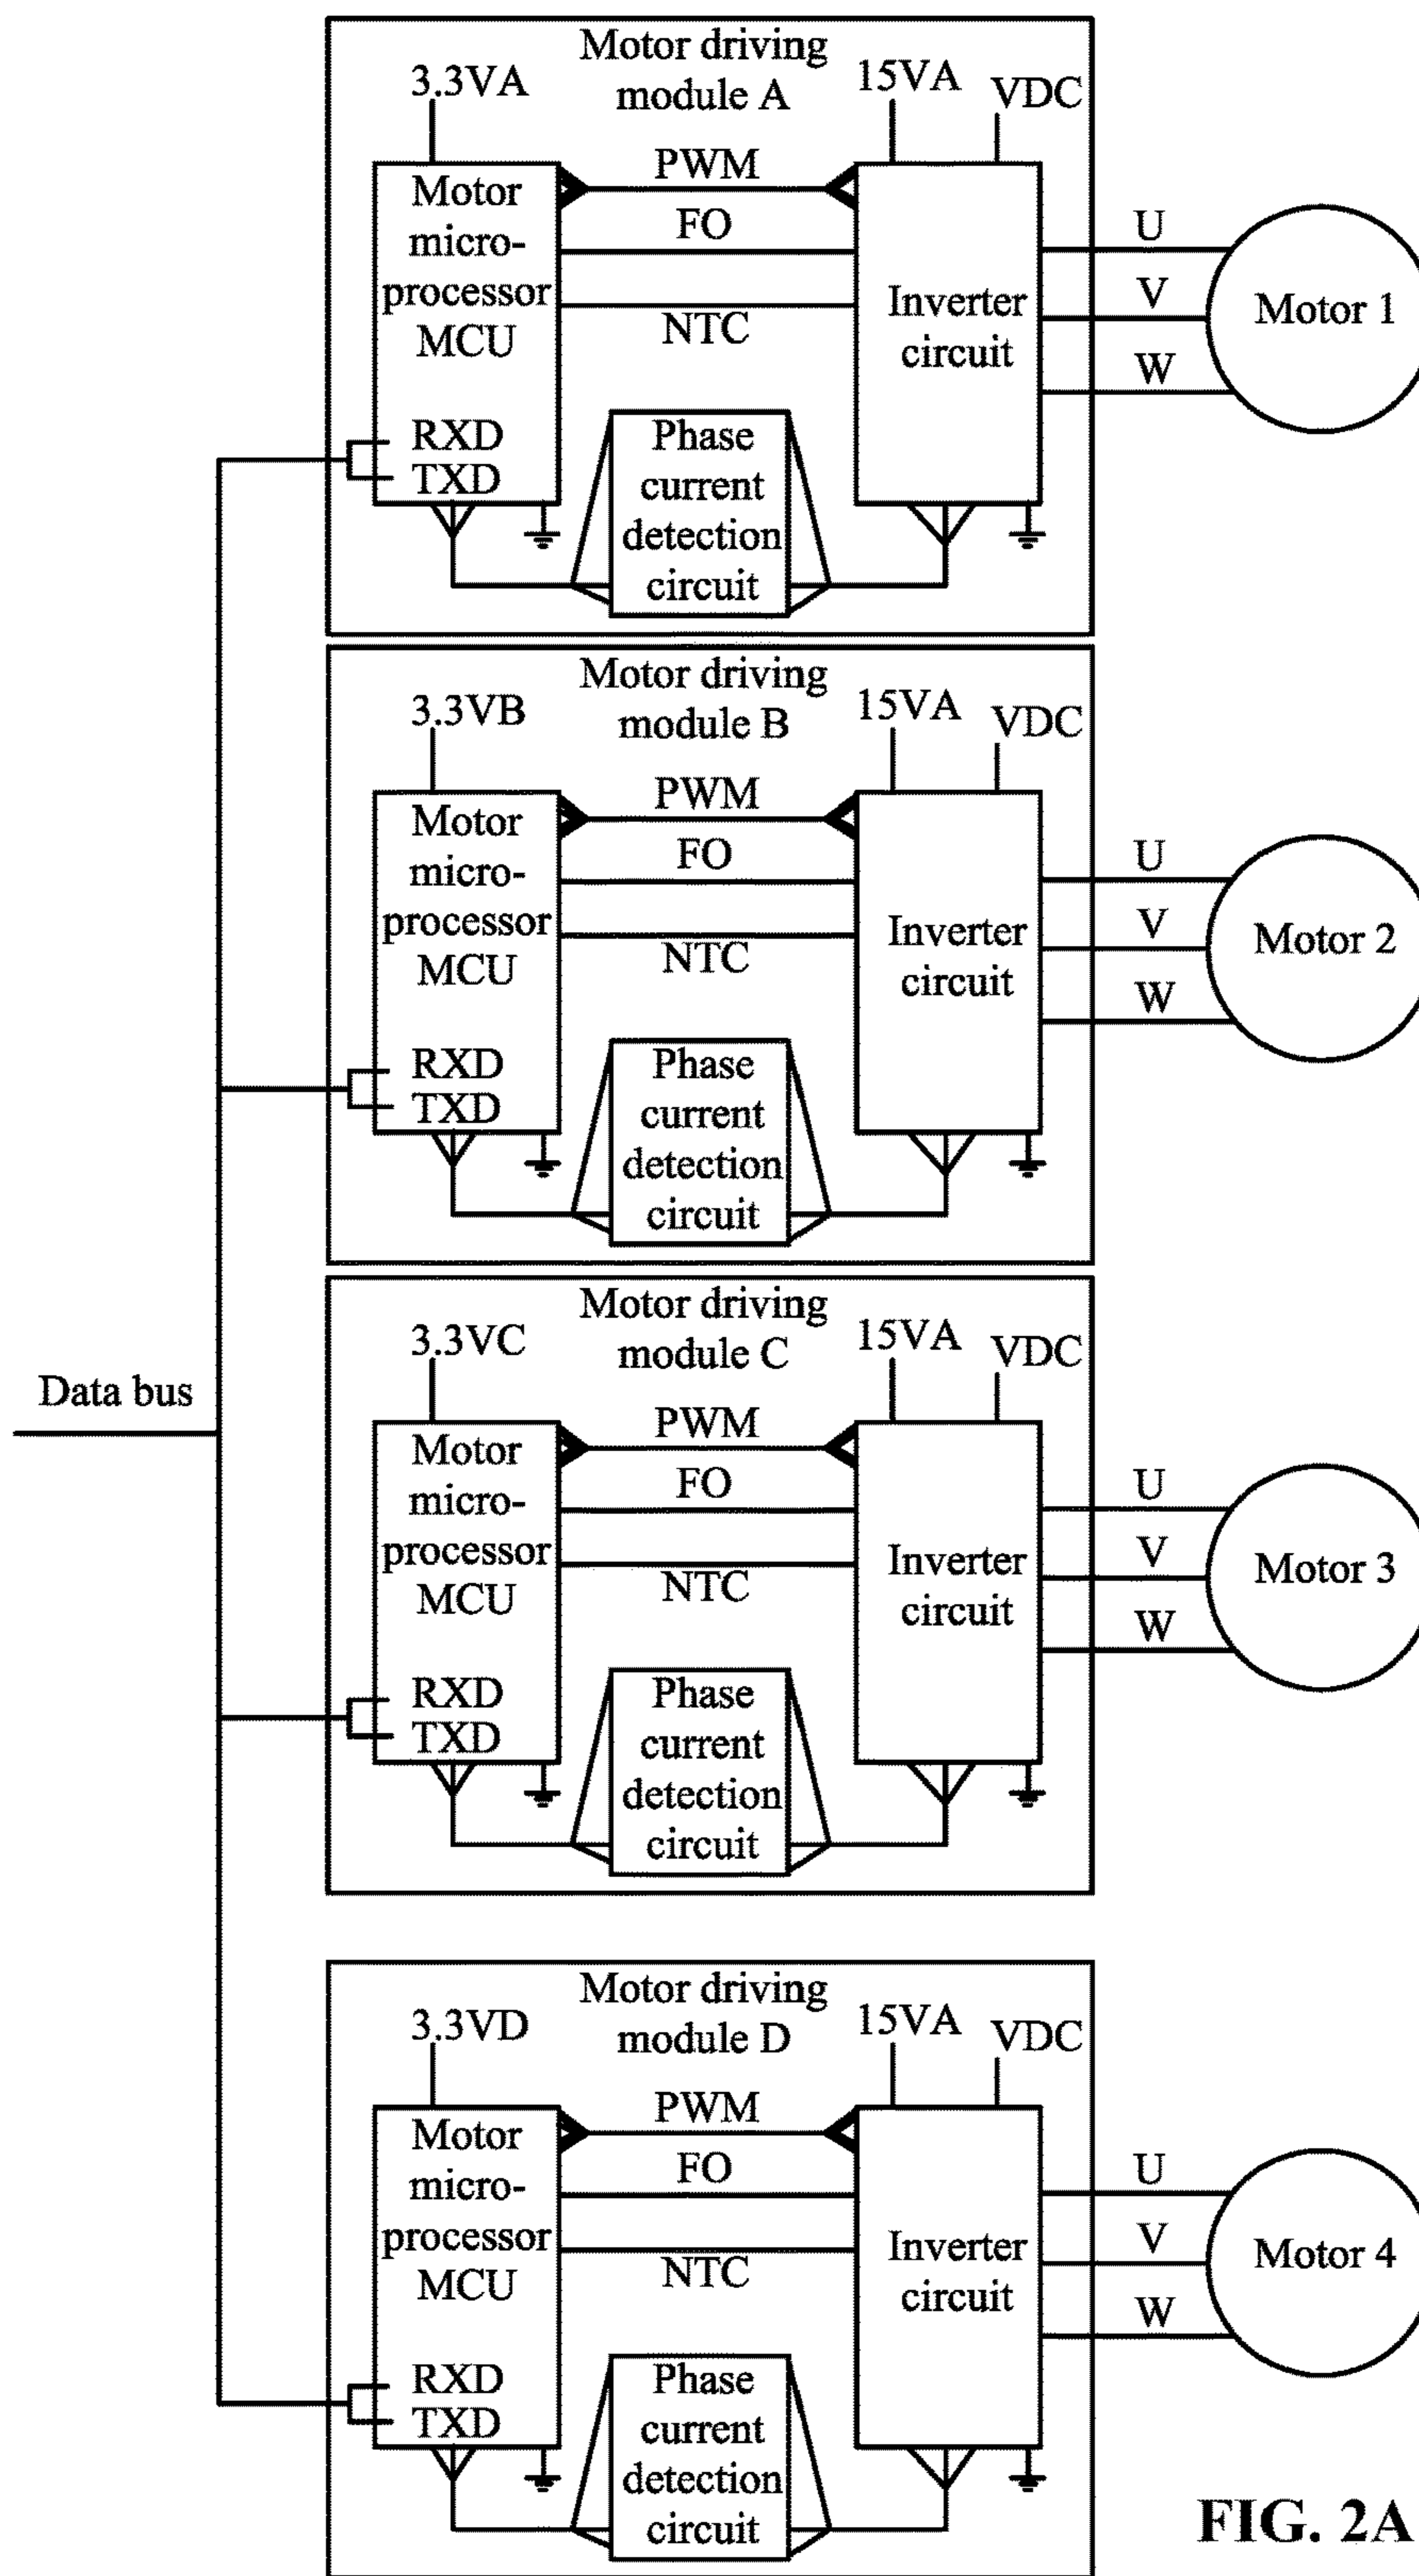 Motor driving
module A
3.3VA
15VA
VDC
PWM
FO
NTC
Motor
micro-
processor
MCU
RXD
TXD
Phase
current
detection
circuit
Inverter
circuit
U
V
W
Motor 1
Motor driving
module B
3.3VB
15VA
VDC
PWM
FO
NTC
Motor
micro-
processor
MCU
RXD
TXD
Phase
current
detection
circuit
Inverter
circuit
U
V
W
Motor 2
Data bus
Motor driving
module C
3.3VC
15VA
VDC
PWM
FO
NTC
Motor
micro-
processor
MCU
RXD
TXD
Phase
current
detection
circuit
Inverter
circuit
U
V
W
Motor 3
Motor driving
module D
3.3VD
15VA
VDC
PWM
FO
NTC
Motor
micro-
processor
MCU
RXD
TXD
Phase
current
detection
circuit
Inverter
circuit
U
V
W
Motor 4
FIG. 2A